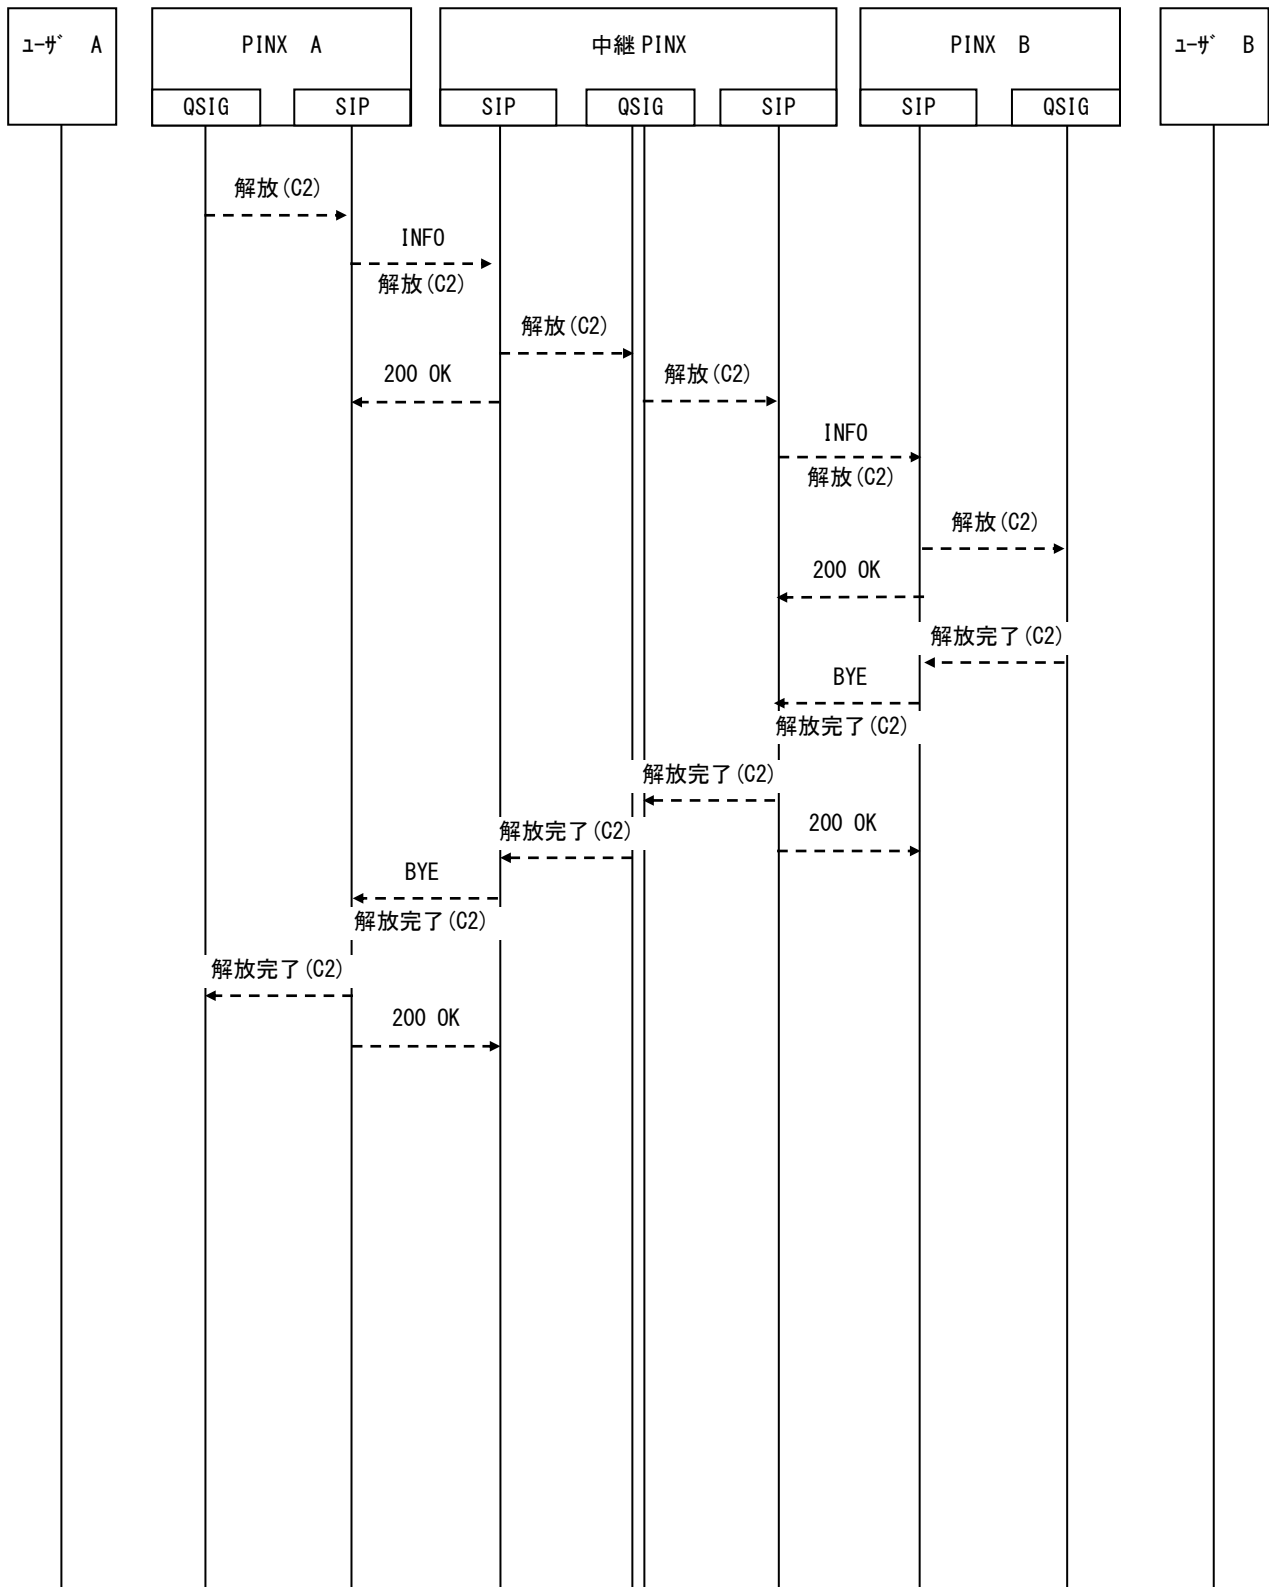 ﾕｰｻﾞ A
PINX A
中継 PINX
PINX B
ﾕｰｻﾞ B
QSIG
SIP
SIP
QSIG
SIP
SIP
QSIG
解放(C2)
INFO
解放(C2)
解放(C2)
200 OK
解放(C2)
INFO
解放(C2)
解放(C2)
200 OK
解放完了(C2)
BYE
解放完了(C2)
解放完了(C2)
200 OK
解放完了(C2)
BYE
解放完了(C2)
解放完了(C2)
200 OK